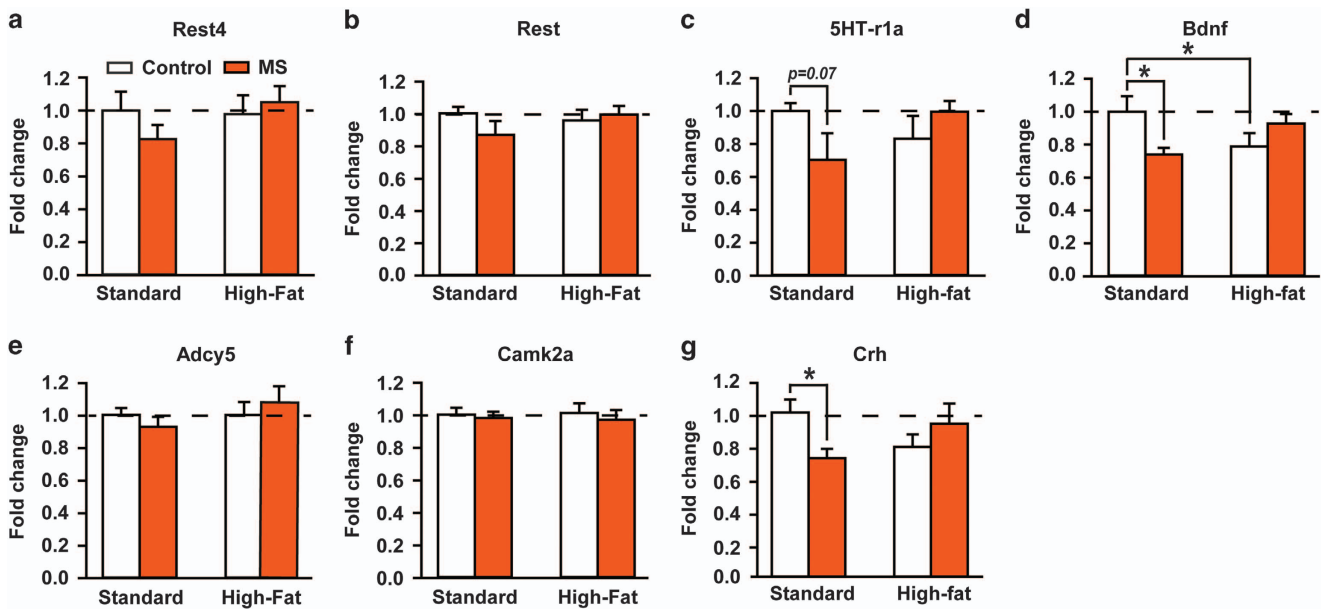 a Rest4
Control MS
Fold change
1.2
1.0
0.8
0.6
0.4
0.2
0.0
Standard High-Fat
b Rest
Fold change
1.2
1.0
0.8
0.6
0.4
0.2
0.0
Standard High-Fat
c 5HT-r1a
p=0.07
Fold change
1.2
1.0
0.8
0.6
0.4
0.2
0.0
Standard High-fat
d Bdnf
*
*
Fold change
1.2
1.0
0.8
0.6
0.4
0.2
0.0
Standard High-fat
e Adcy5
Fold change
1.2
1.0
0.8
0.6
0.4
0.2
0.0
Standard High-Fat
f Camk2a
Fold change
1.2
1.0
0.8
0.6
0.4
0.2
0.0
Standard High-Fat
g Crh
*
Fold change
1.2
1.0
0.8
0.6
0.4
0.2
0.0
Standard High-fat